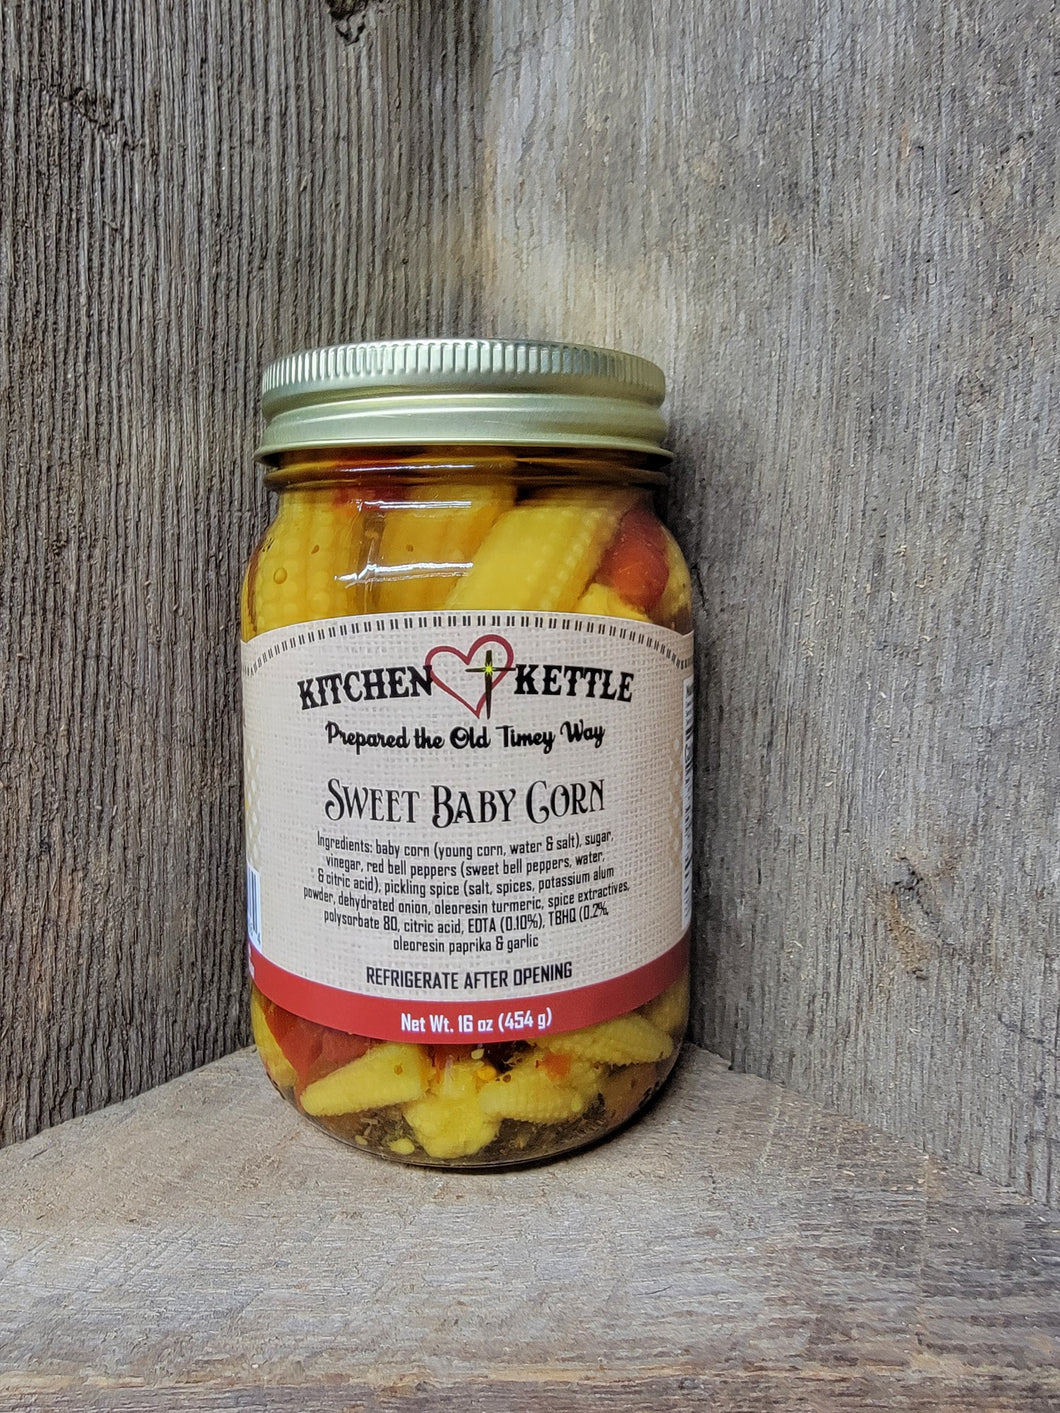 KITCHEN KETTLE
Prepared the Old Timey Way
SWEET BABY CORN
Ingredients: baby corn (young corn, water & salt), sugar,
vinegar, red bell peppers (sweet bell peppers, water,
& citric acid), pickling spice (salt, spices, potassium alum
powder, dehydrated onion, oleoresin turmeric, spice extractives,
polysorbate 80, citric acid, EDTA (0.10%), TBHQ (0.2%,
oleoresin paprika & garlic
REFRIGERATE AFTER OPENING
Net Wt. 16 oz (454 g)